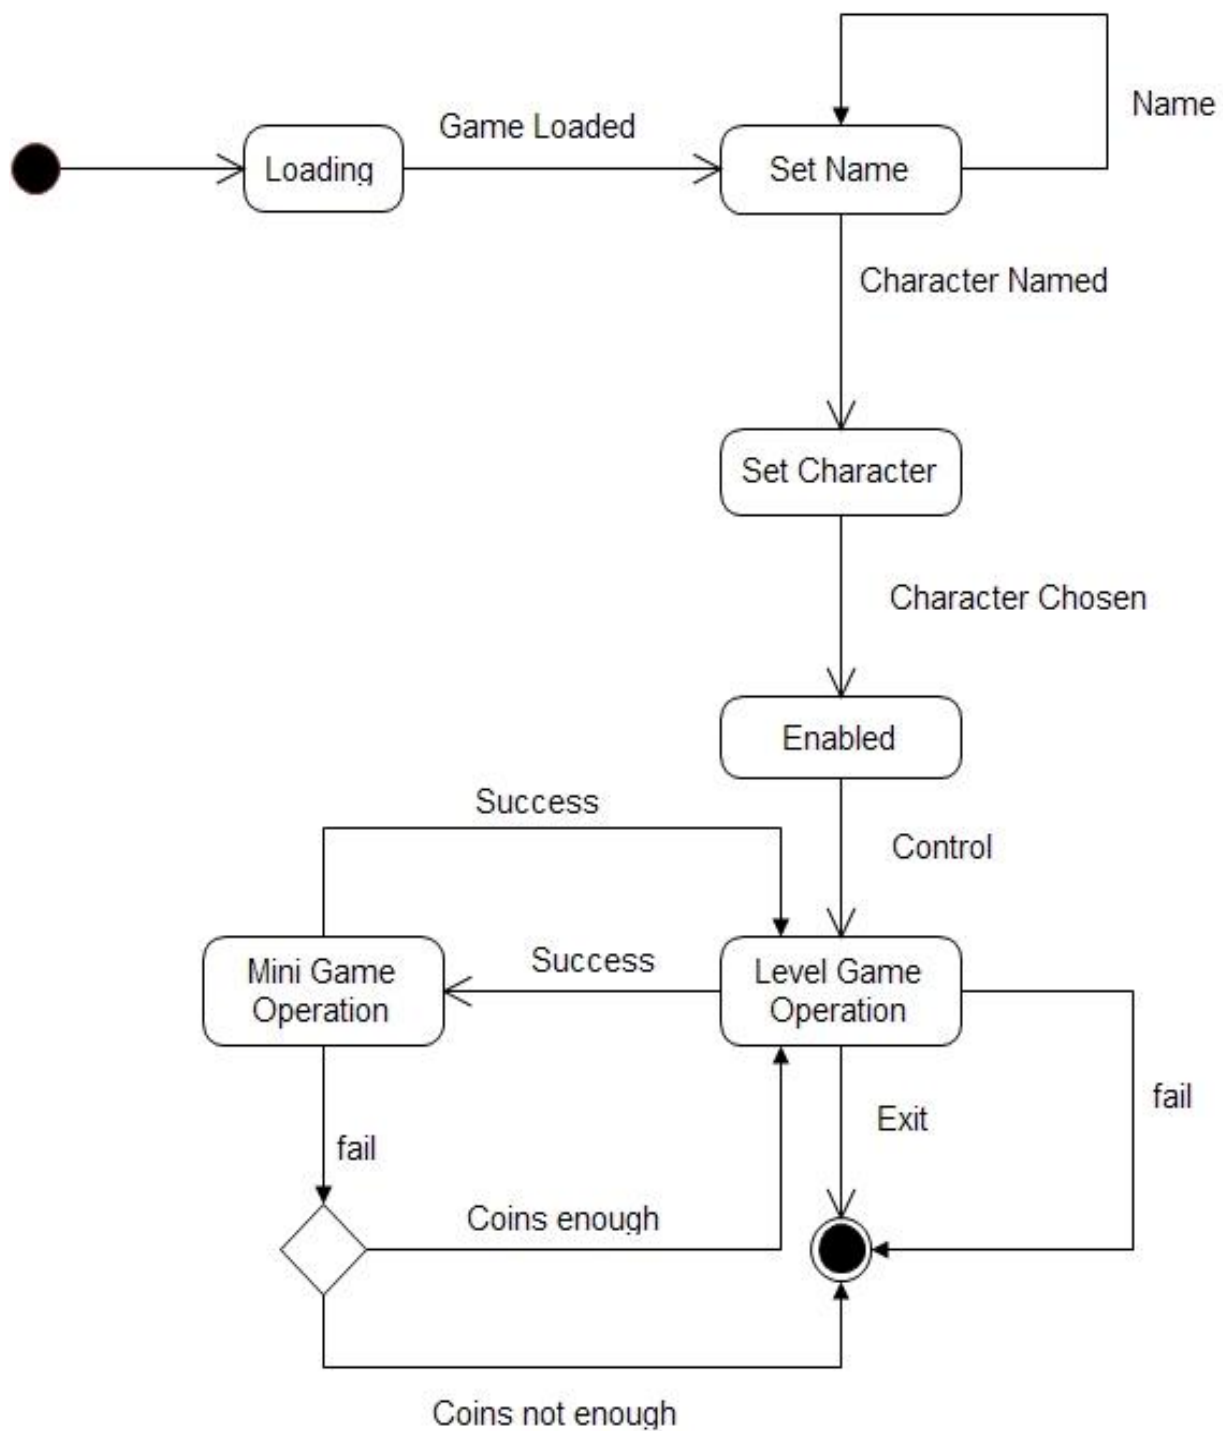 Name
Game Loaded
Loading
Set Name
Character Named
Set Character
Character Chosen
Enabled
Success
Control
Mini Game
Operation
Success
Level Game
Operation
fail
Exit
fail
Coins enough
Coins not enough